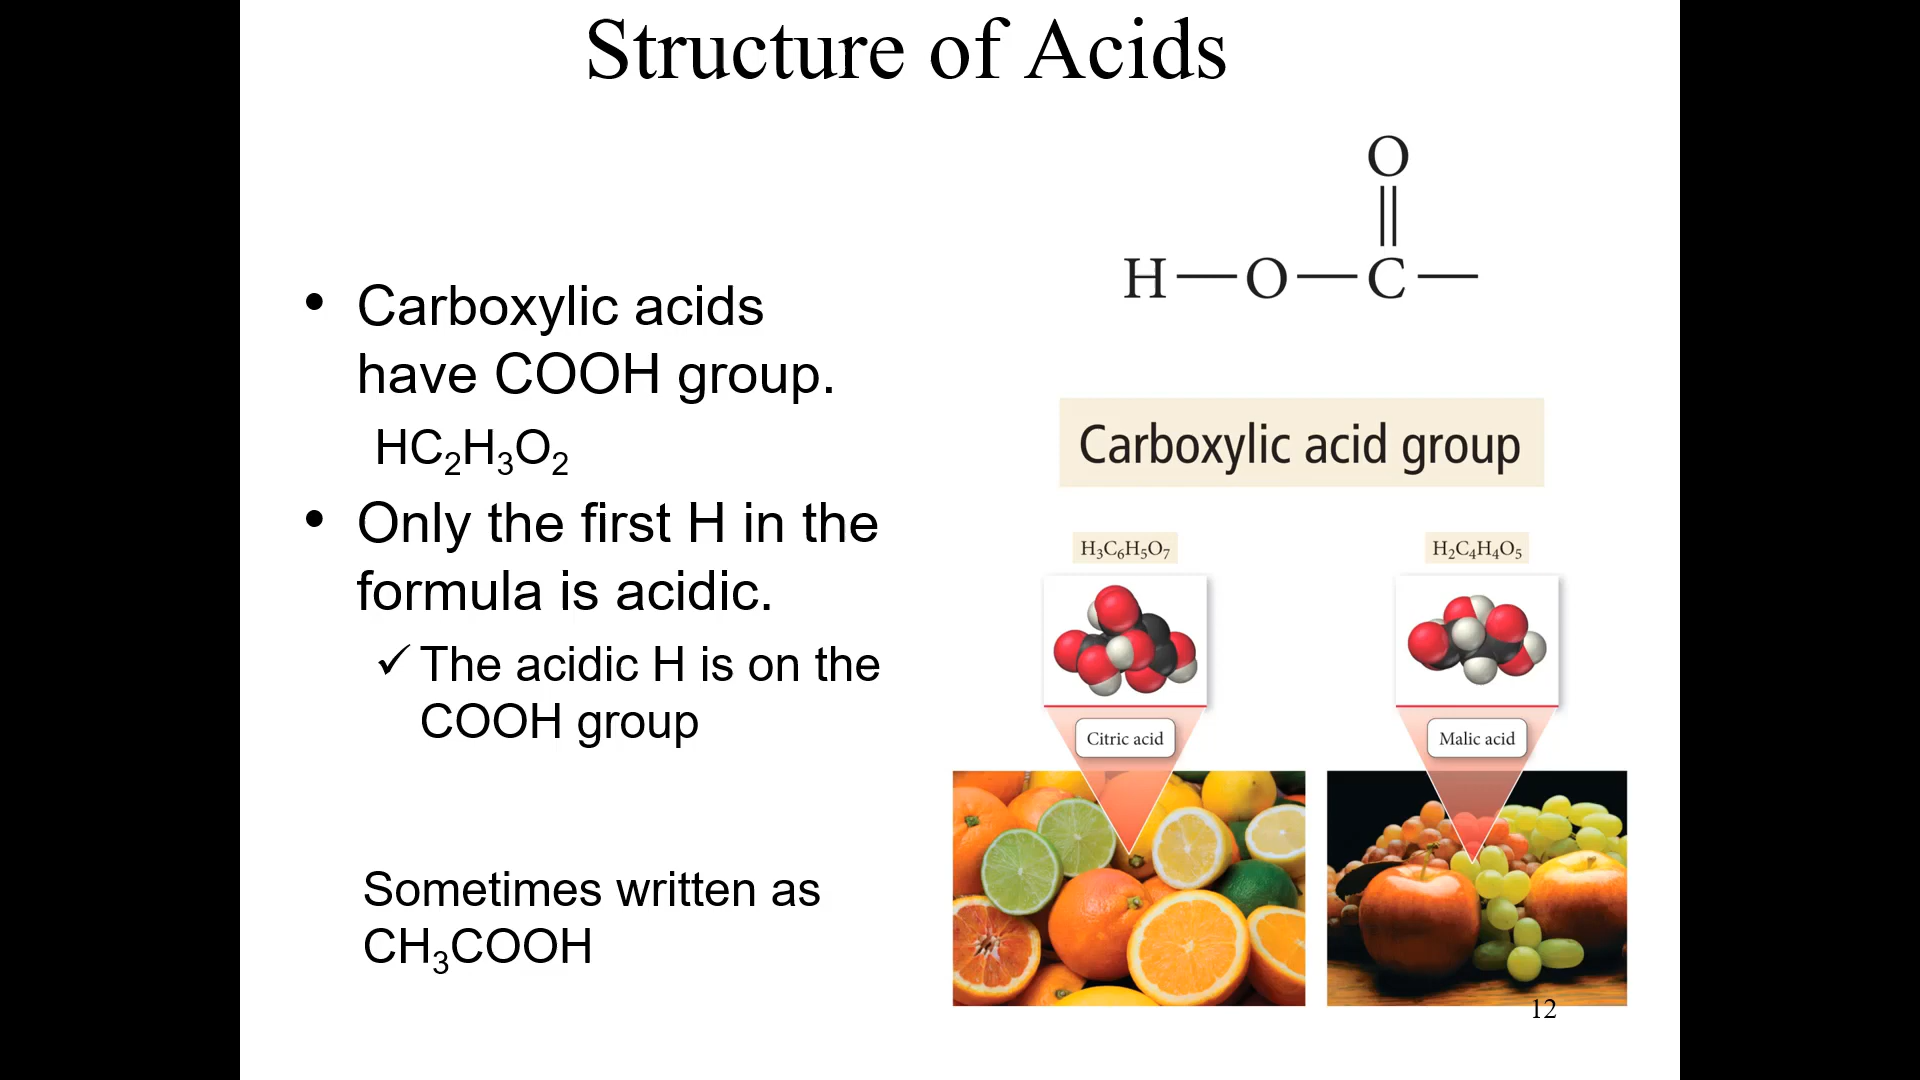 Structure of Acids
O
H—O—C—
Carboxylic acid group
• Carboxylic acids
have COOH group.
HC₂H₃O₂
• Only the first H in the
formula is acidic.
✓ The acidic H is on the
COOH group
Sometimes written as
CH₃COOH
H₃C₆H₅O₇
Citric acid
H₂C₄H₄O₅
Malic acid
12